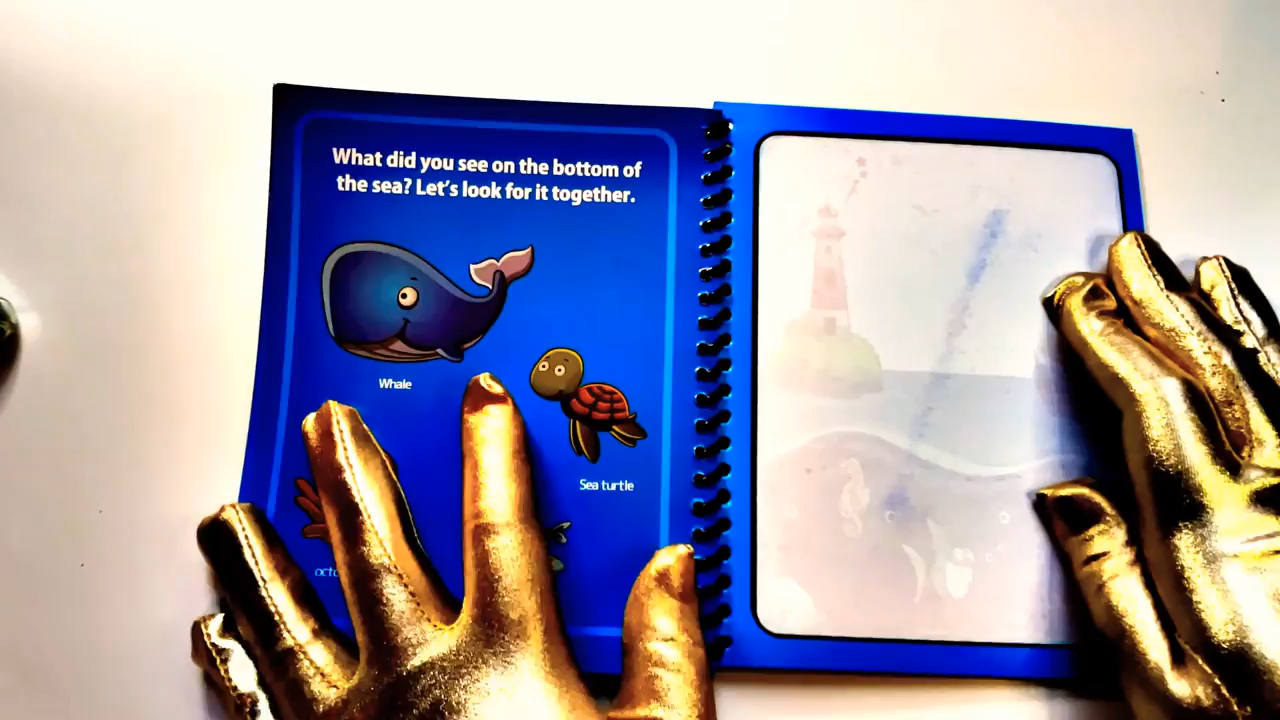 What did you see on the bottom of
the sea? Let's look for it together.
Whale
Sea turtle